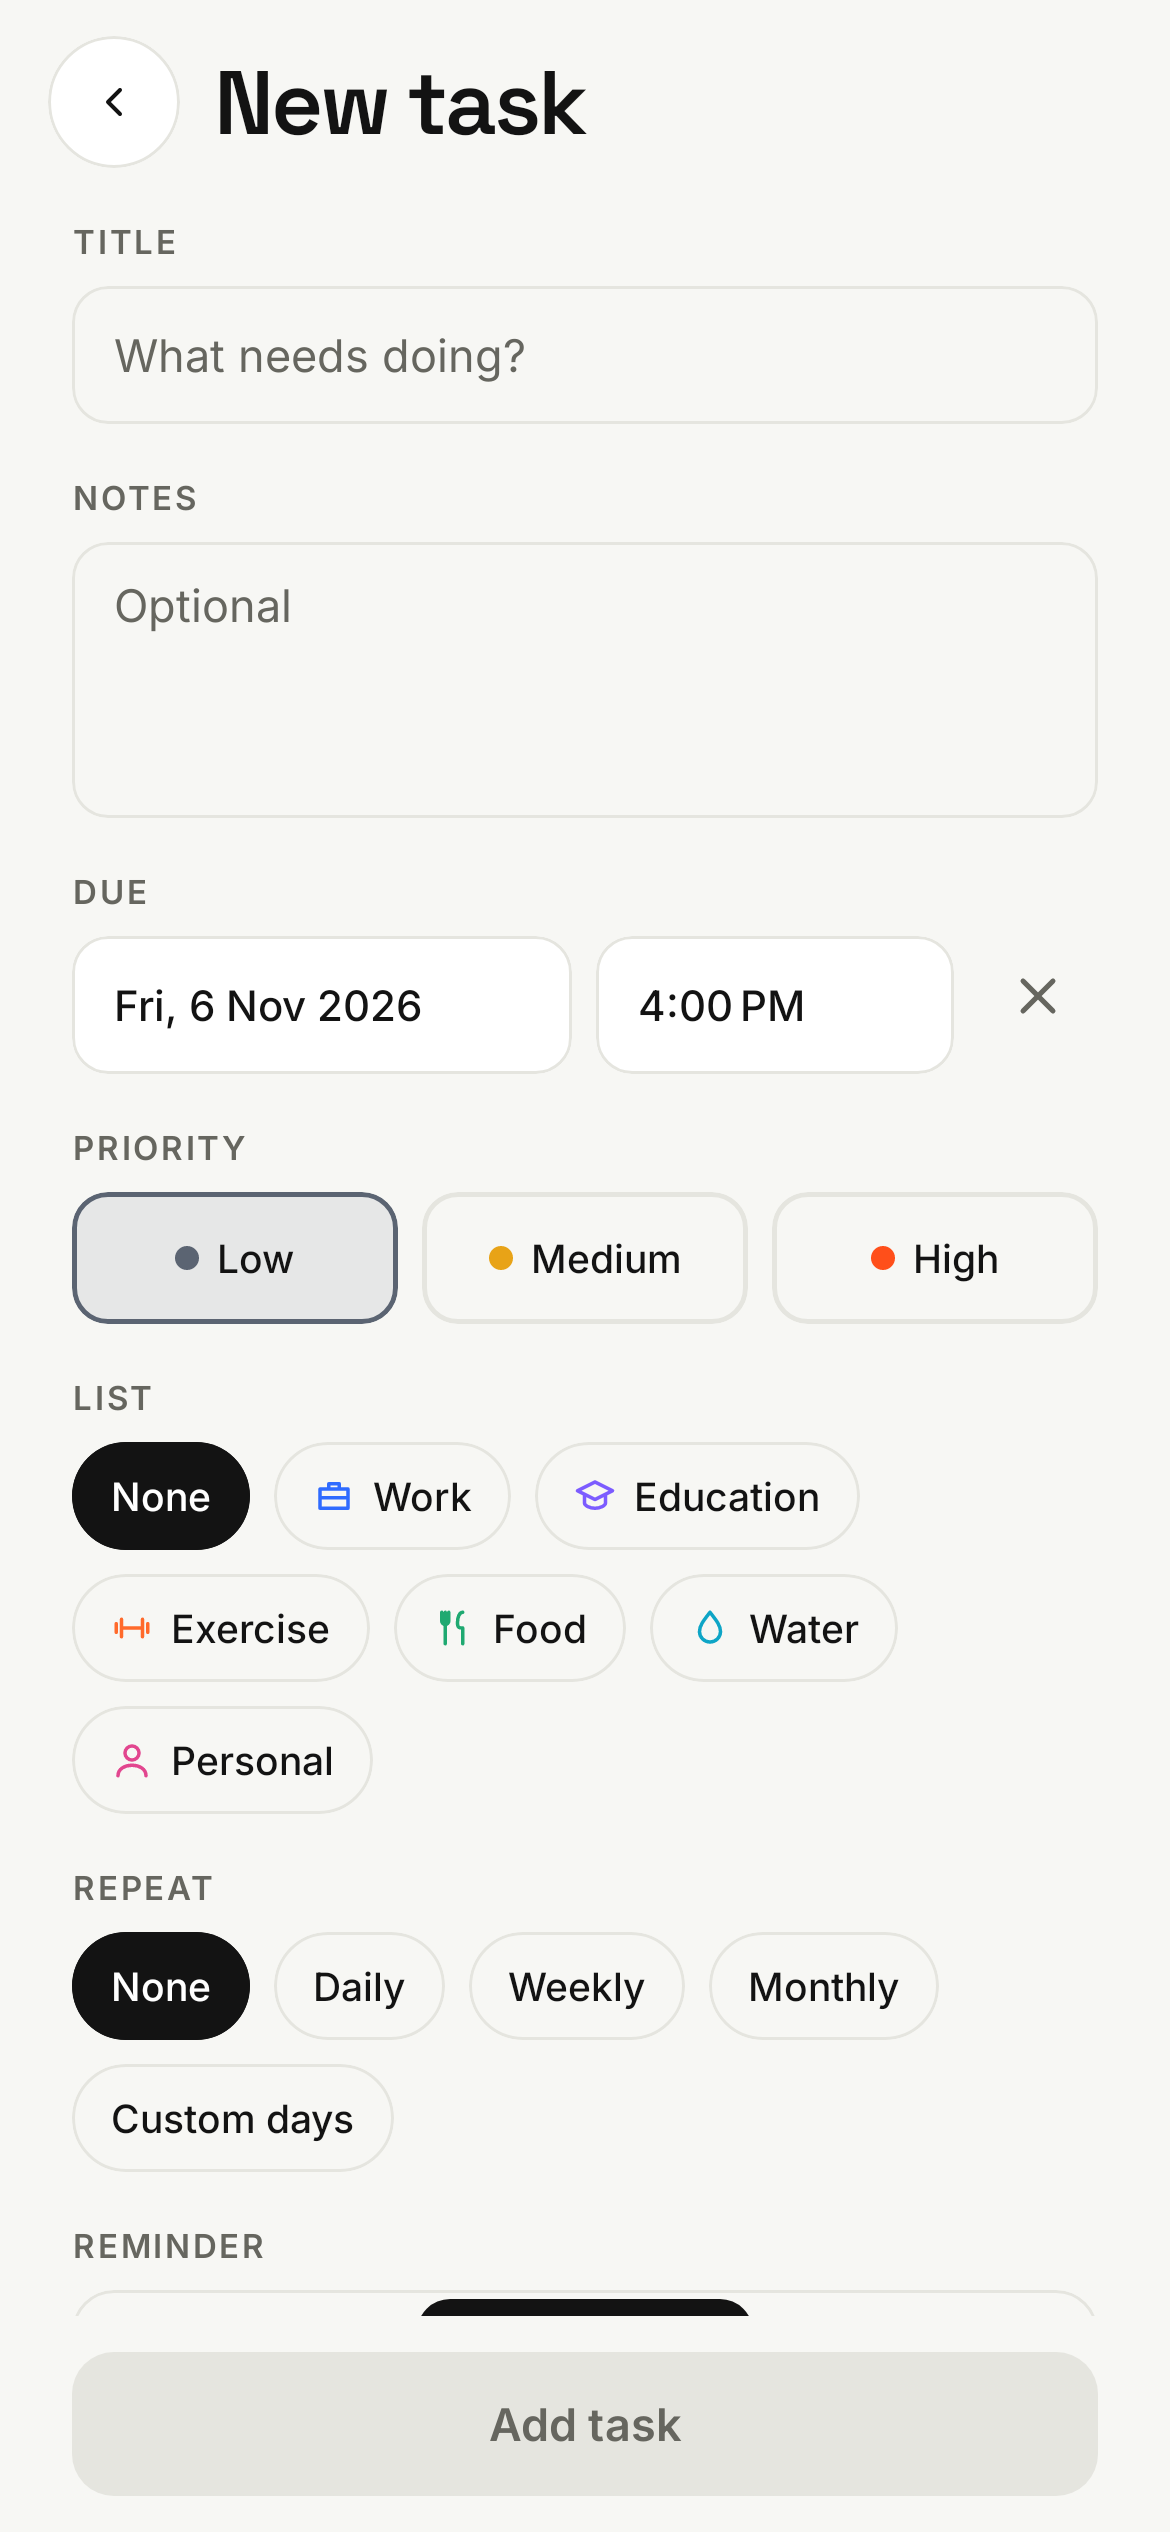 New task
TITLE
What needs doing?
NOTES
Optional
DUE
Fri, 6 Nov 2026 4:00 PM
PRIORITY
Low Medium High
LIST
None Work Education
Exercise Food Water
Personal
REPEAT
None Daily Weekly Monthly
Custom days
REMINDER
Add task